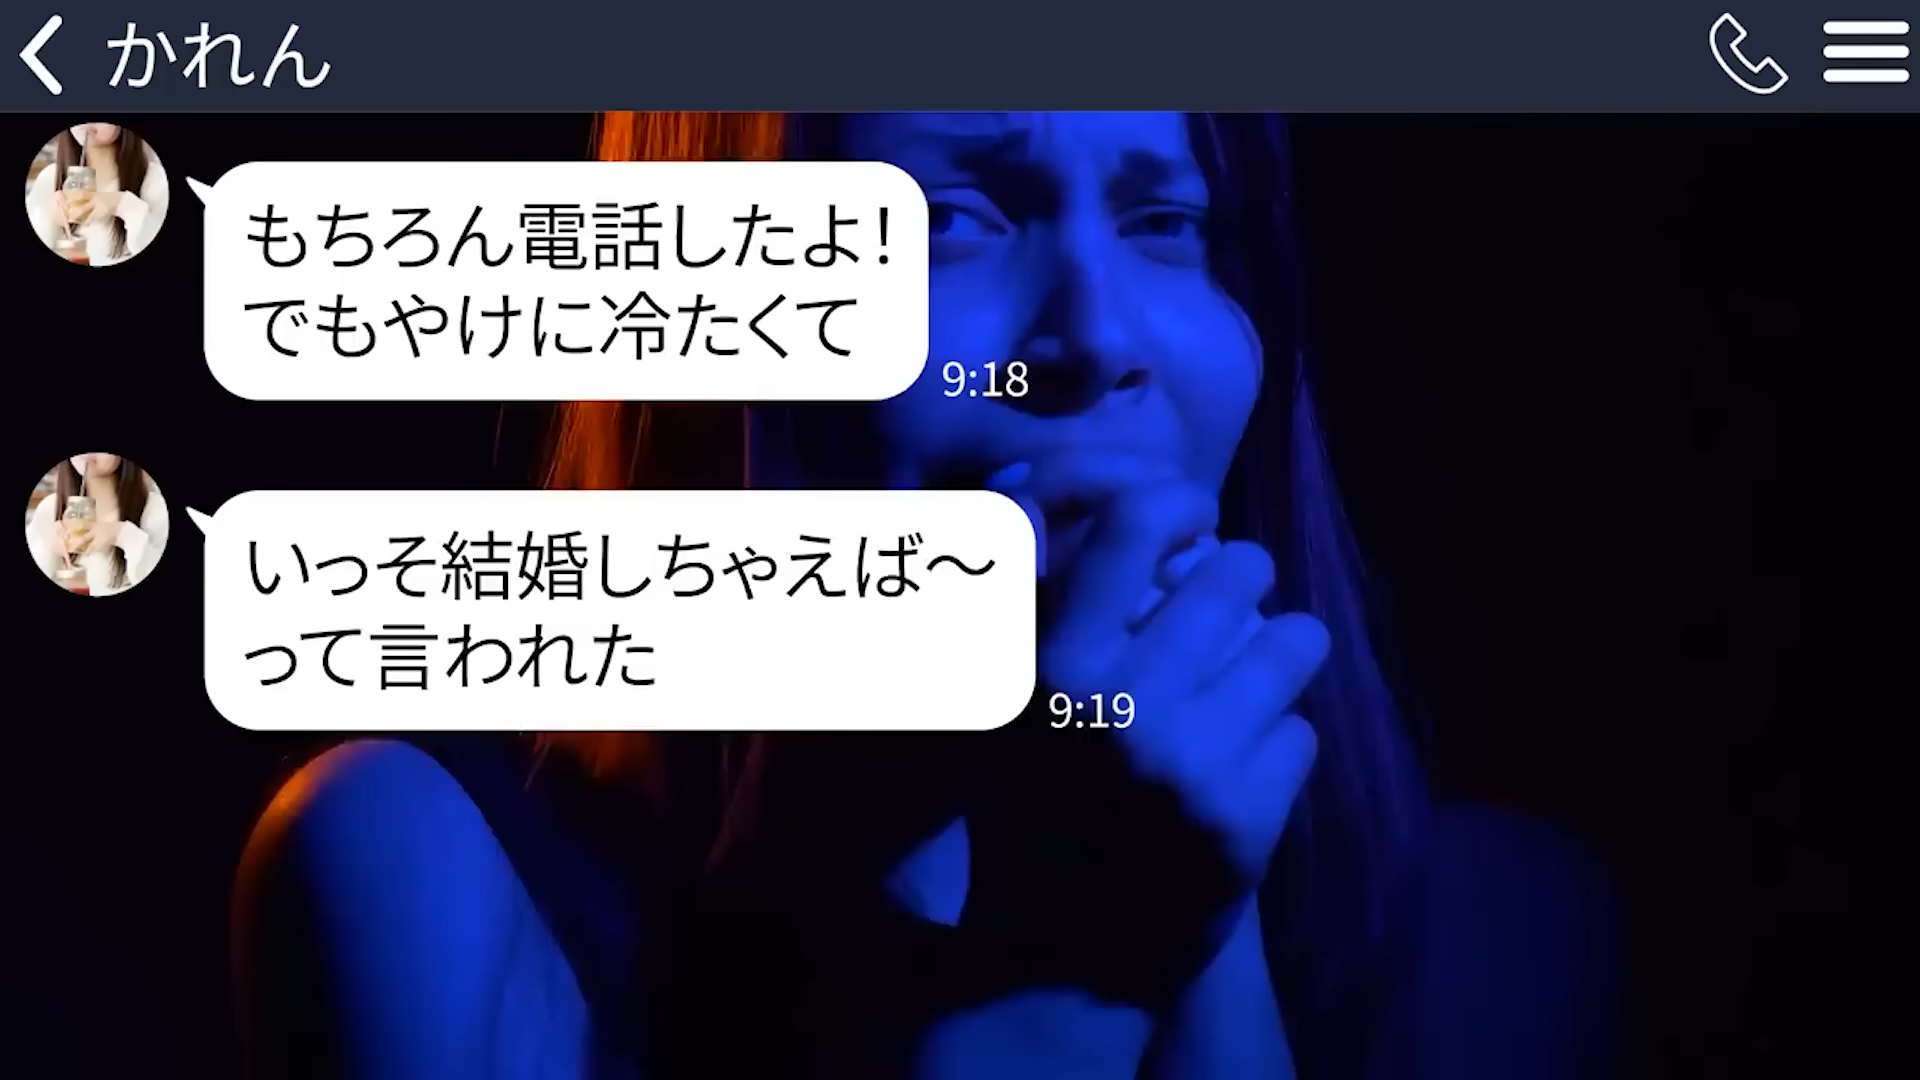 かれん
もちろん電話したよ！
でもやけに冷たくて
9:18
いっそ結婚しちゃえば～
って言われた
9:19